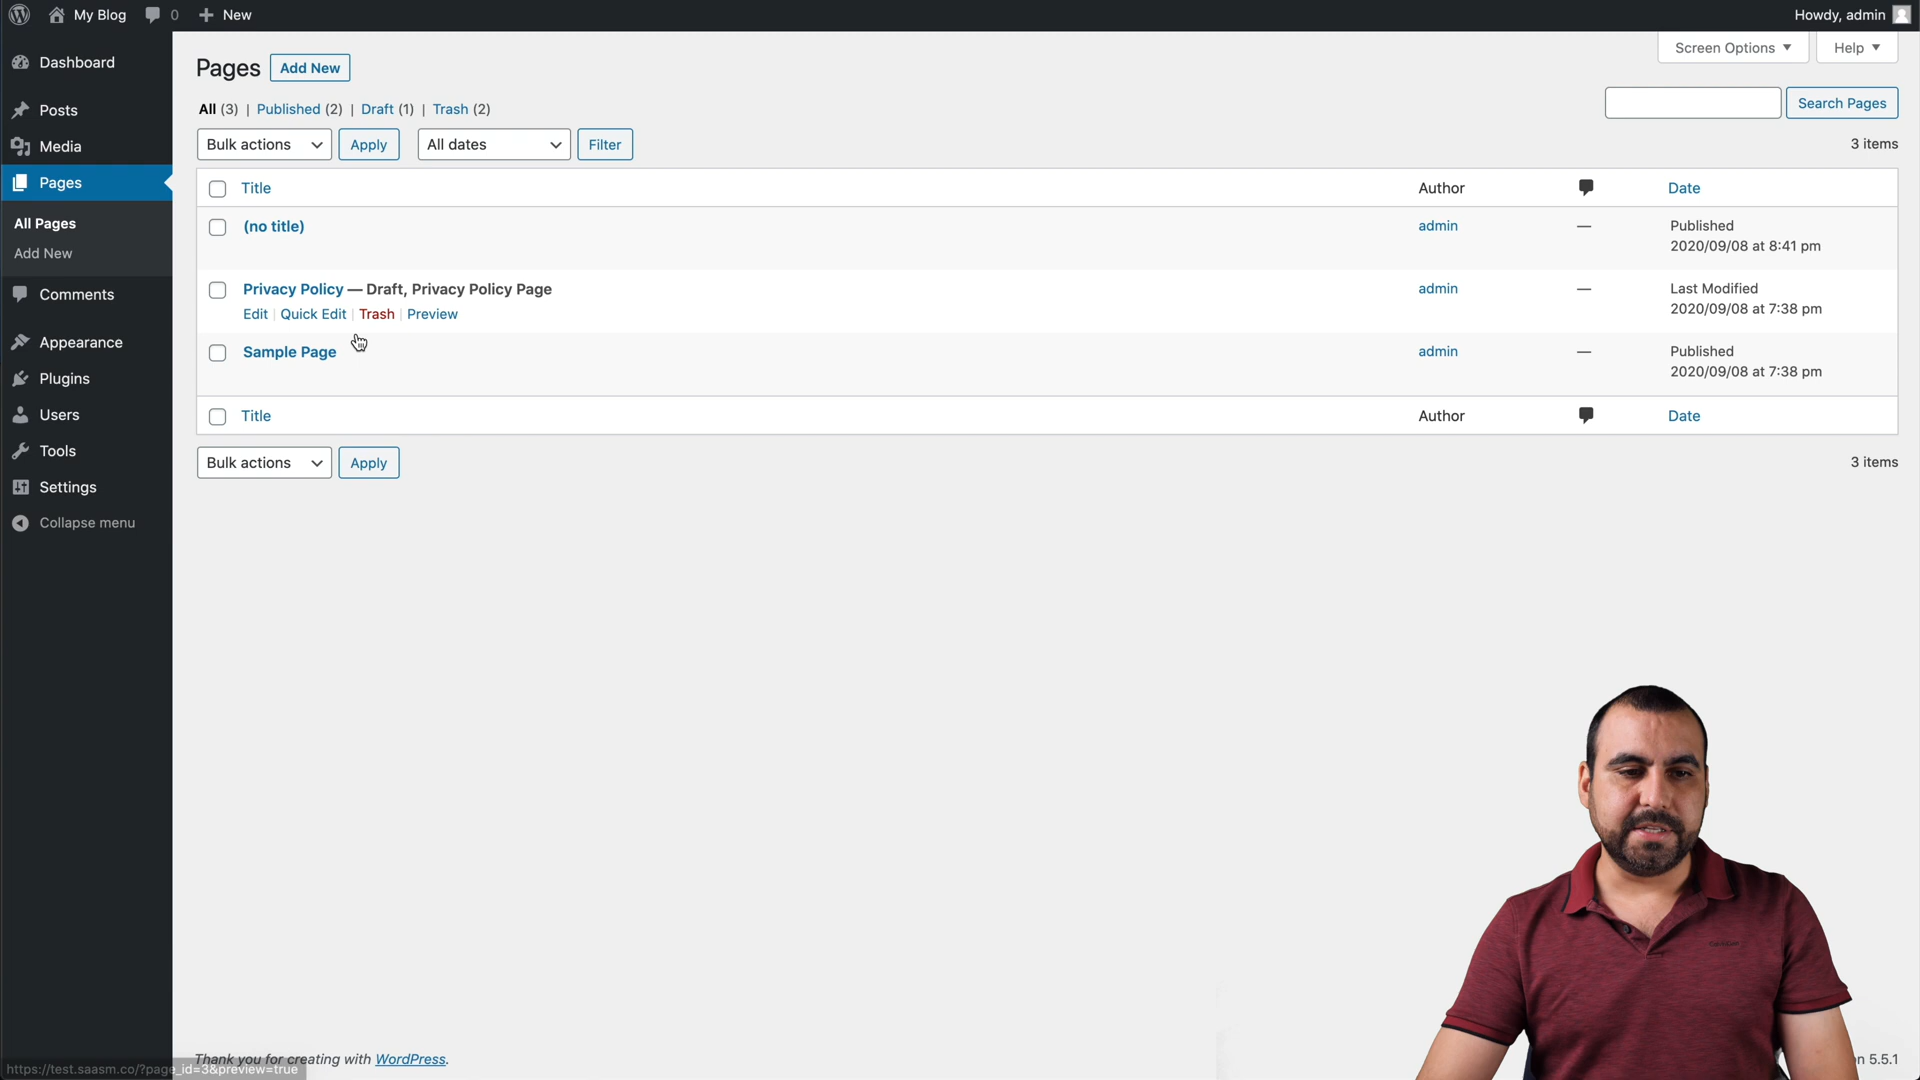 My Blog 0 New Howdy, admin
Screen Options Help
Dashboard
Posts
Media
Pages
All Pages
Add New
Comments
Appearance
Plugins
Users
Tools
Settings
Collapse menu
Pages Add New
All (3) | Published (2) | Draft (1) | Trash (2)
Search Pages
Bulk actions Apply All dates Filter 3 items
Title Author Date
(no title) admin — Published
2020/09/08 at 8:41 pm
Privacy Policy — Draft, Privacy Policy Page admin — Last Modified
Edit | Quick Edit | Trash | Preview 2020/09/08 at 7:38 pm
Sample Page admin — Published
2020/09/08 at 7:38 pm
Title Author Date
Bulk actions Apply 3 items
Thank you for creating with WordPress.
5.5.1
https://test.saasm.co/?page_id=3&preview=true